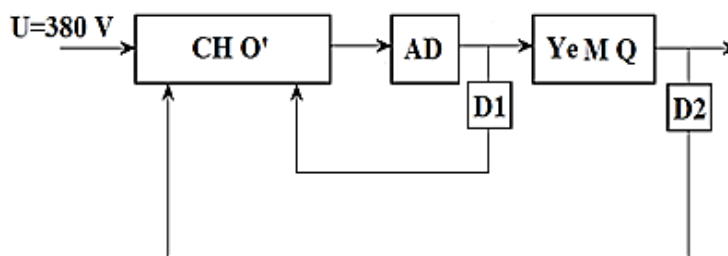 U=380 V
CH O'
AD
Ye M Q
D1
D2